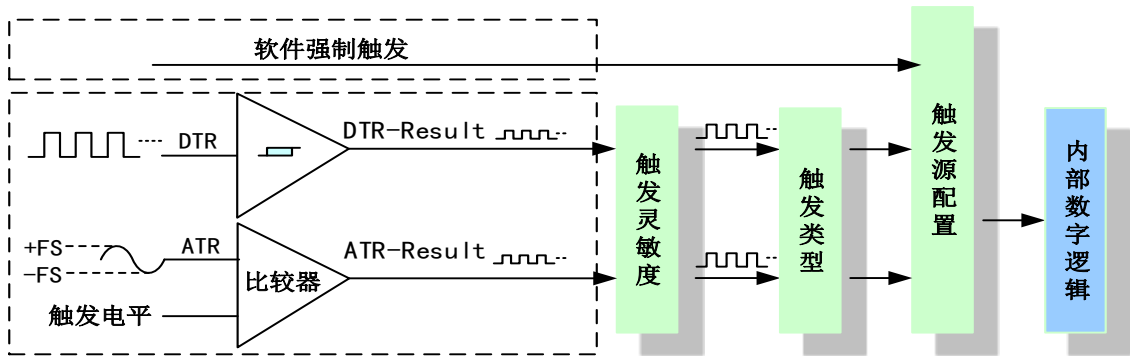 软件强制触发
DTR
DTR-Result
+FS
-FS
ATR
ATR-Result
比较器
触发电平
触发灵敏度
触发类型
触发源配置
内部数字逻辑